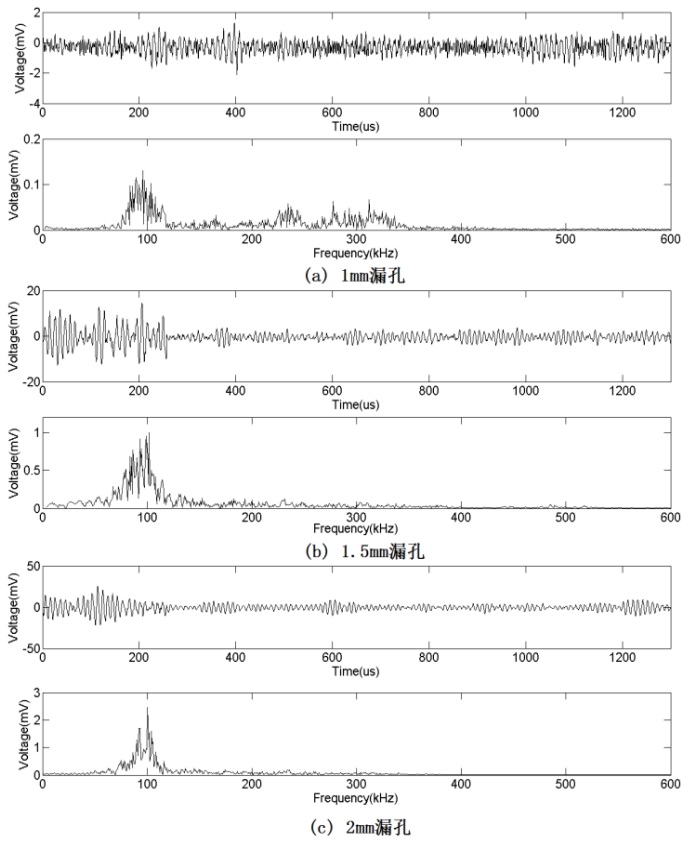 2
0
-2
-4
Voltage(mV)
0 200 400 600 800 1000 1200
Time(us)
0.2
0.1
0
Voltage(mV)
0 100 200 300 400 500 600
Frequency(kHz)
(a) 1mm漏孔
20
0
-20
Voltage(mV)
0 200 400 600 800 1000 1200
Time(us)
1
0.5
0
Voltage(mV)
0 100 200 300 400 500 600
Frequency(kHz)
(b) 1.5mm漏孔
50
0
-50
Voltage(mV)
0 200 400 600 800 1000 1200
Time(us)
3
2
1
0
Voltage(mV)
0 100 200 300 400 500 600
Frequency(kHz)
(c) 2mm漏孔